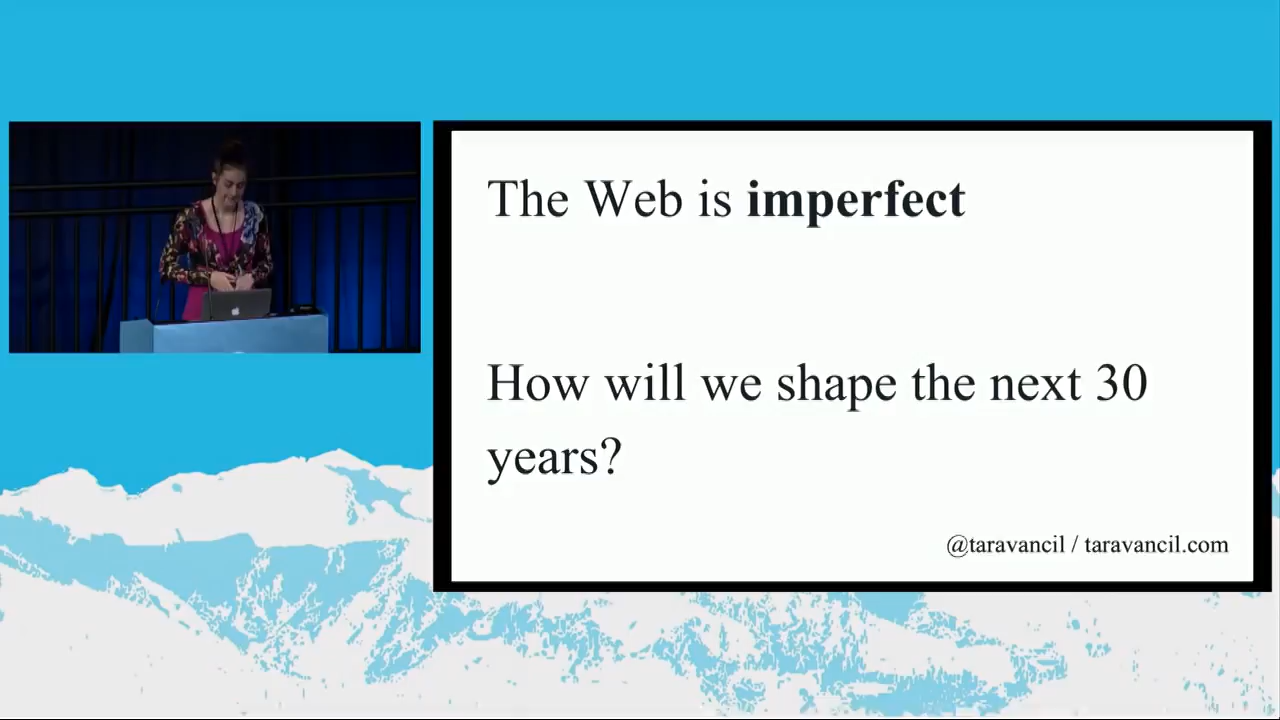 The Web is imperfect
How will we shape the next 30
years?
@taravancil / taravancil.com